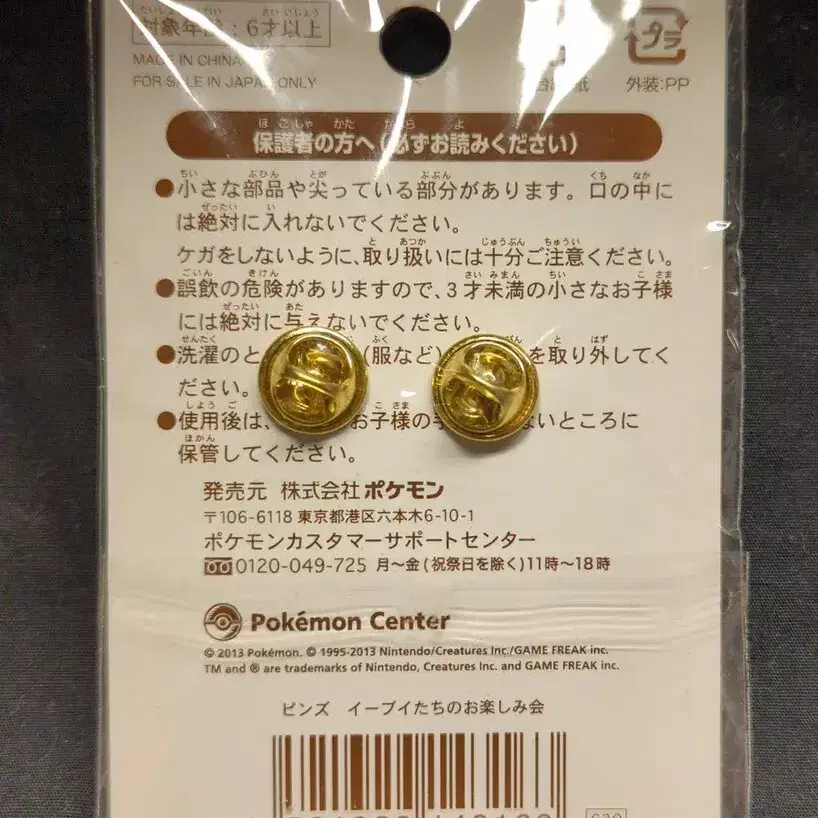 対象年齢：6才以上
MADE IN CHINA
FOR SALE IN JAPAN ONLY
プラ
外装：PP
保護者の方へ(必ずお読みください)
●小さな部品や尖っている部分があります。口の中に
は絶対に入れないでください。
ケガをしないように、取り扱いには十分ご注意ください。
●誤飲の危険がありますので、3才未満の小さなお子様
には絶対に与えないでください。
●洗濯のと (服など) を取り外してく
ださい。
●使用後は、お子様の手 ないところに
保管してください。
発売元 株式会社ポケモン
〒106-6118 東京都港区六本木6-10-1
ポケモンカスタマーサポートセンター
0120-049-725 月〜金(祝祭日を除く)11時〜18時
Pokémon Center
© 2013 Pokémon. © 1995-2013 Nintendo/Creatures Inc./GAME FREAK inc.
TM and ® are trademarks of Nintendo, Creatures Inc. and GAME FREAK inc.
ピンズ イーブイたちのお楽しみ会